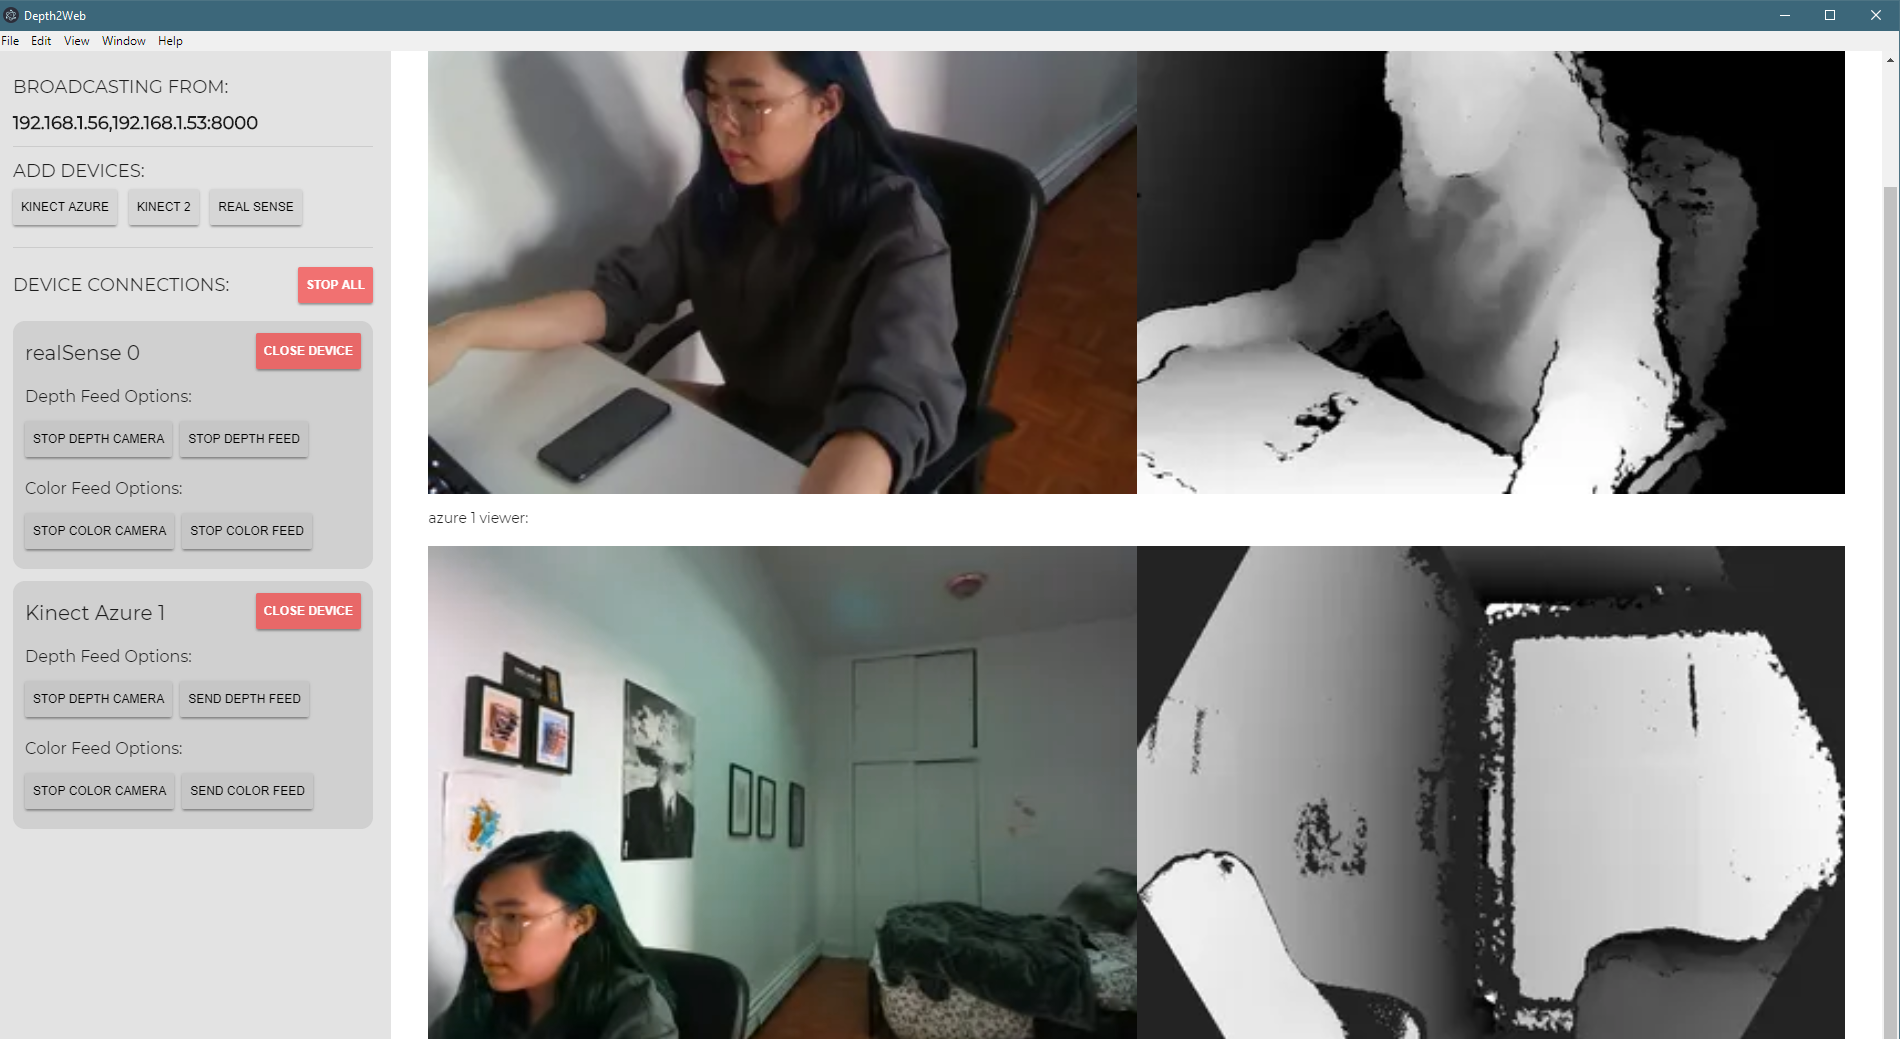 Depth2Web
File Edit View Window Help
BROADCASTING FROM:
192.168.1.56,192.168.1.53:8000
ADD DEVICES:
KINECT AZURE KINECT 2 REAL SENSE
DEVICE CONNECTIONS: STOP ALL
realSense 0 CLOSE DEVICE
Depth Feed Options:
STOP DEPTH CAMERA STOP DEPTH FEED
Color Feed Options:
STOP COLOR CAMERA STOP COLOR FEED
Kinect Azure 1 CLOSE DEVICE
Depth Feed Options:
STOP DEPTH CAMERA SEND DEPTH FEED
Color Feed Options:
STOP COLOR CAMERA SEND COLOR FEED
azure 1 viewer: